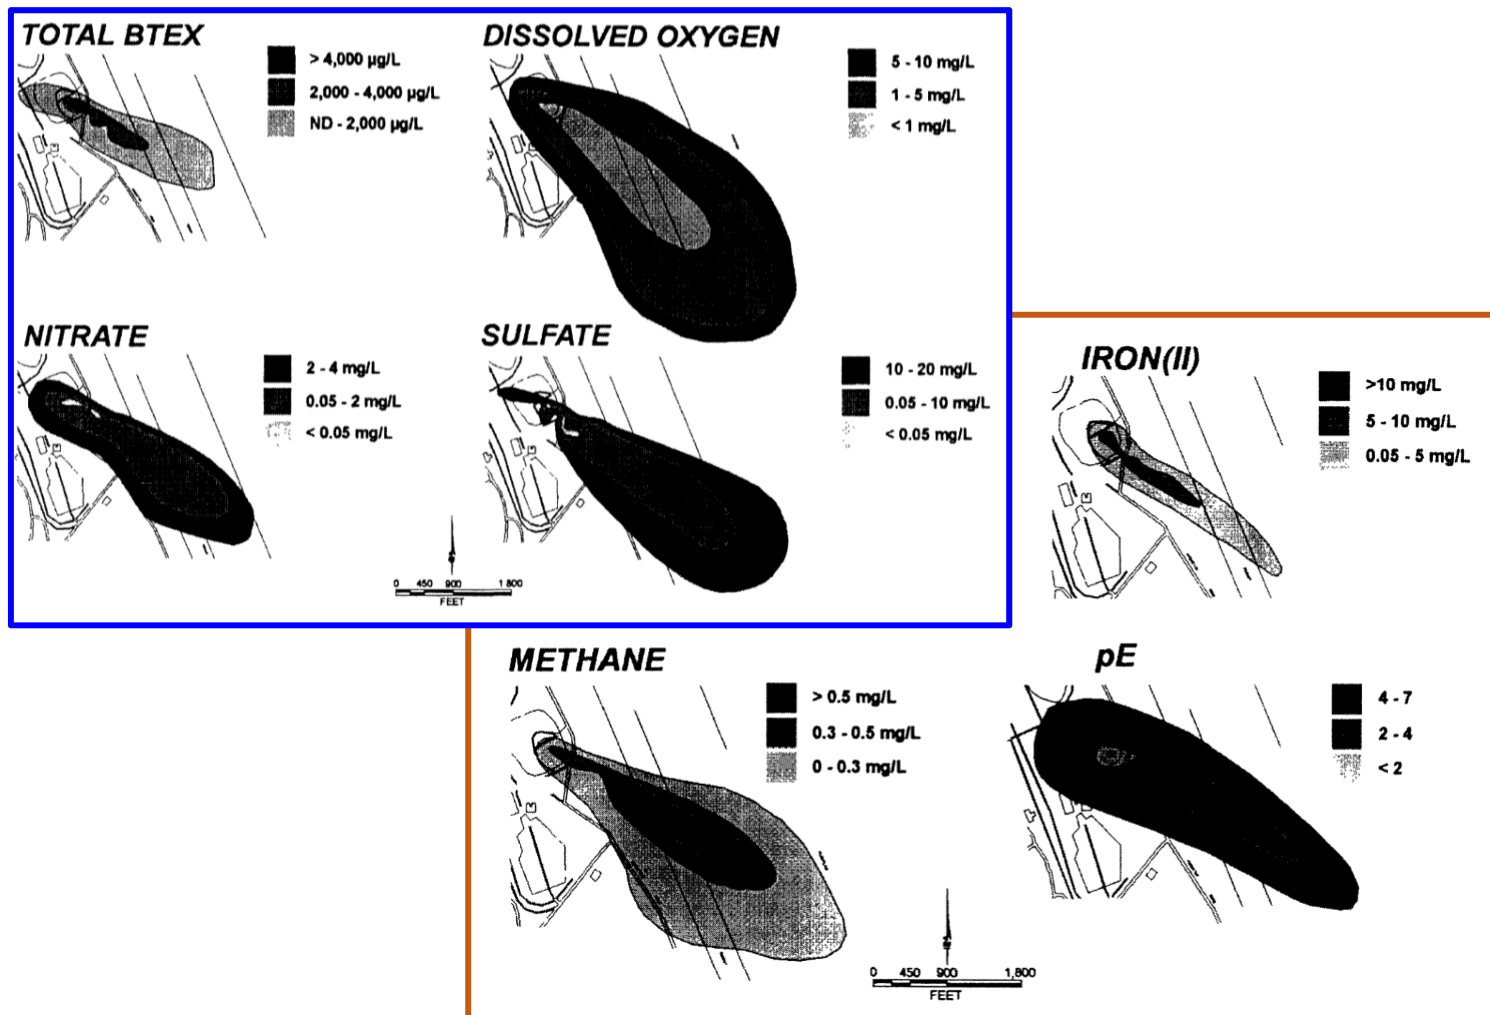 TOTAL BTEX
> 4,000 µg/L
2,000 - 4,000 µg/L
ND - 2,000 µg/L
DISSOLVED OXYGEN
5 - 10 mg/L
1 - 5 mg/L
< 1 mg/L
NITRATE
2 - 4 mg/L
0.05 - 2 mg/L
< 0.05 mg/L
SULFATE
10 - 20 mg/L
0.05 - 10 mg/L
< 0.05 mg/L
0 450 900 1 800
FEET
IRON(II)
>10 mg/L
5 - 10 mg/L
0.05 - 5 mg/L
METHANE
> 0.5 mg/L
0.3 - 0.5 mg/L
0 - 0.3 mg/L
pE
4 - 7
2 - 4
< 2
0 450 900 1,800
FEET